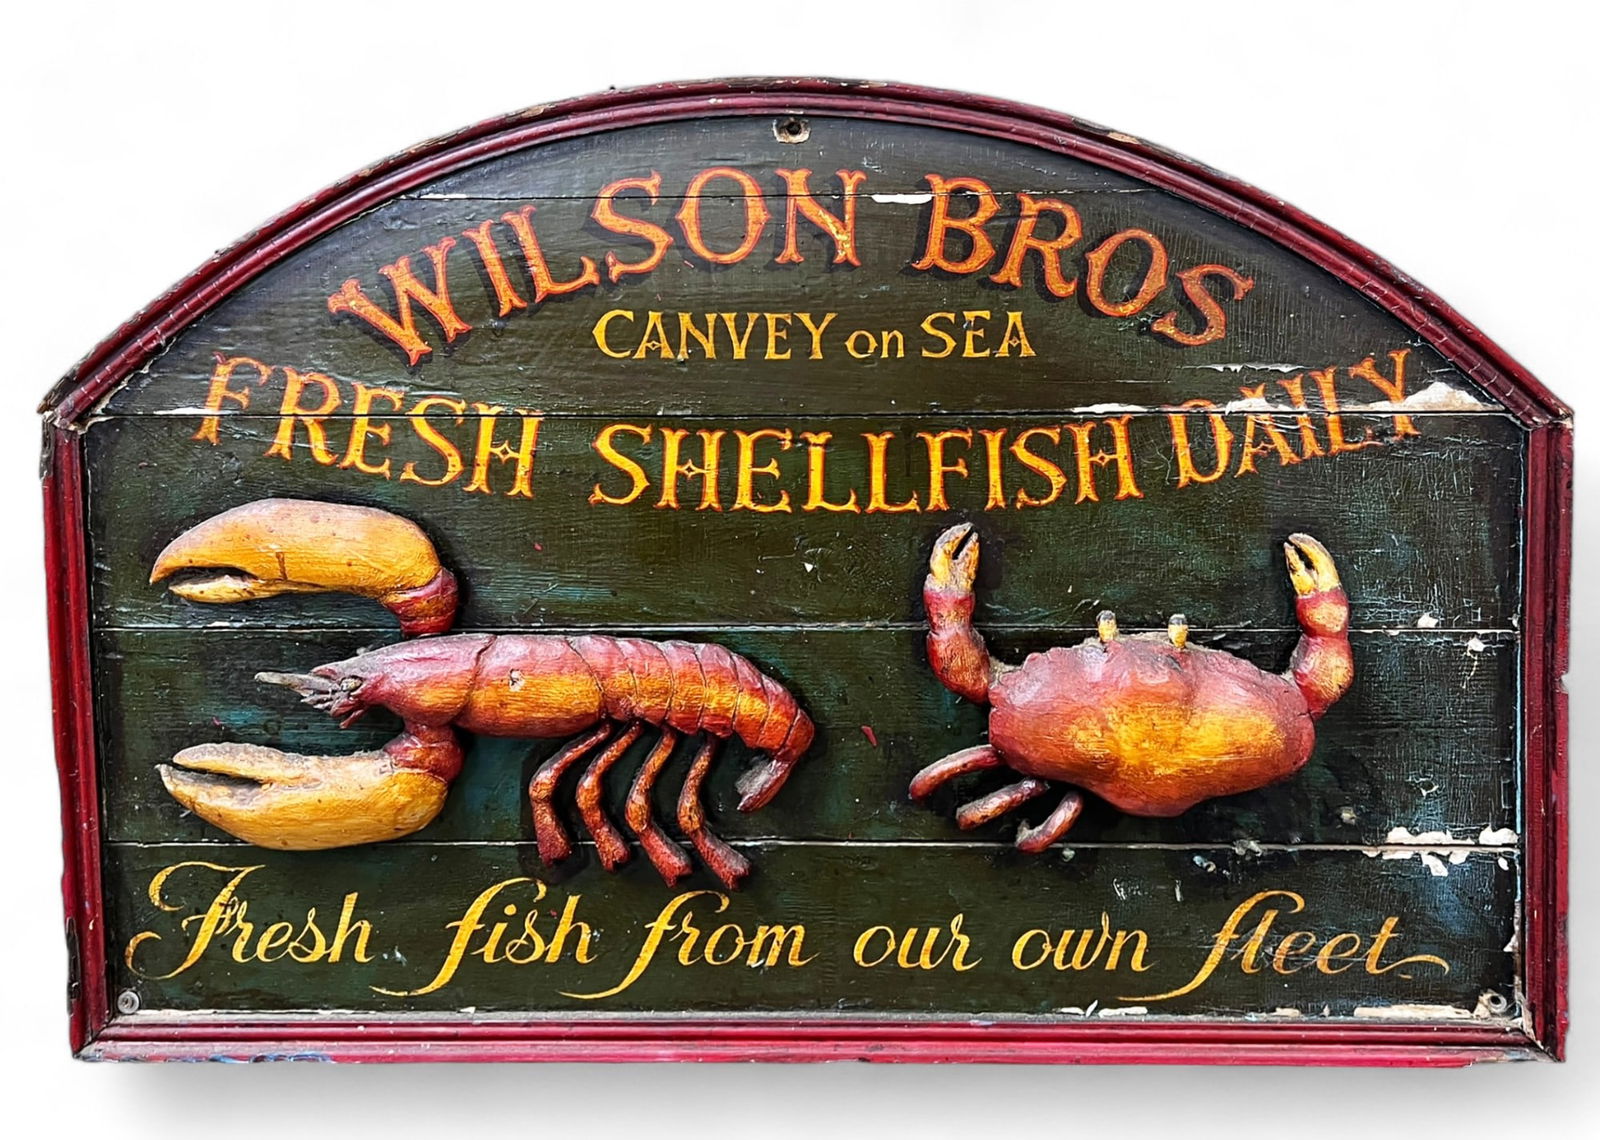 WILSON BROS
CANVEY on SEA
FRESH SHELLFISH DAILY
Fresh fish from our own fleet